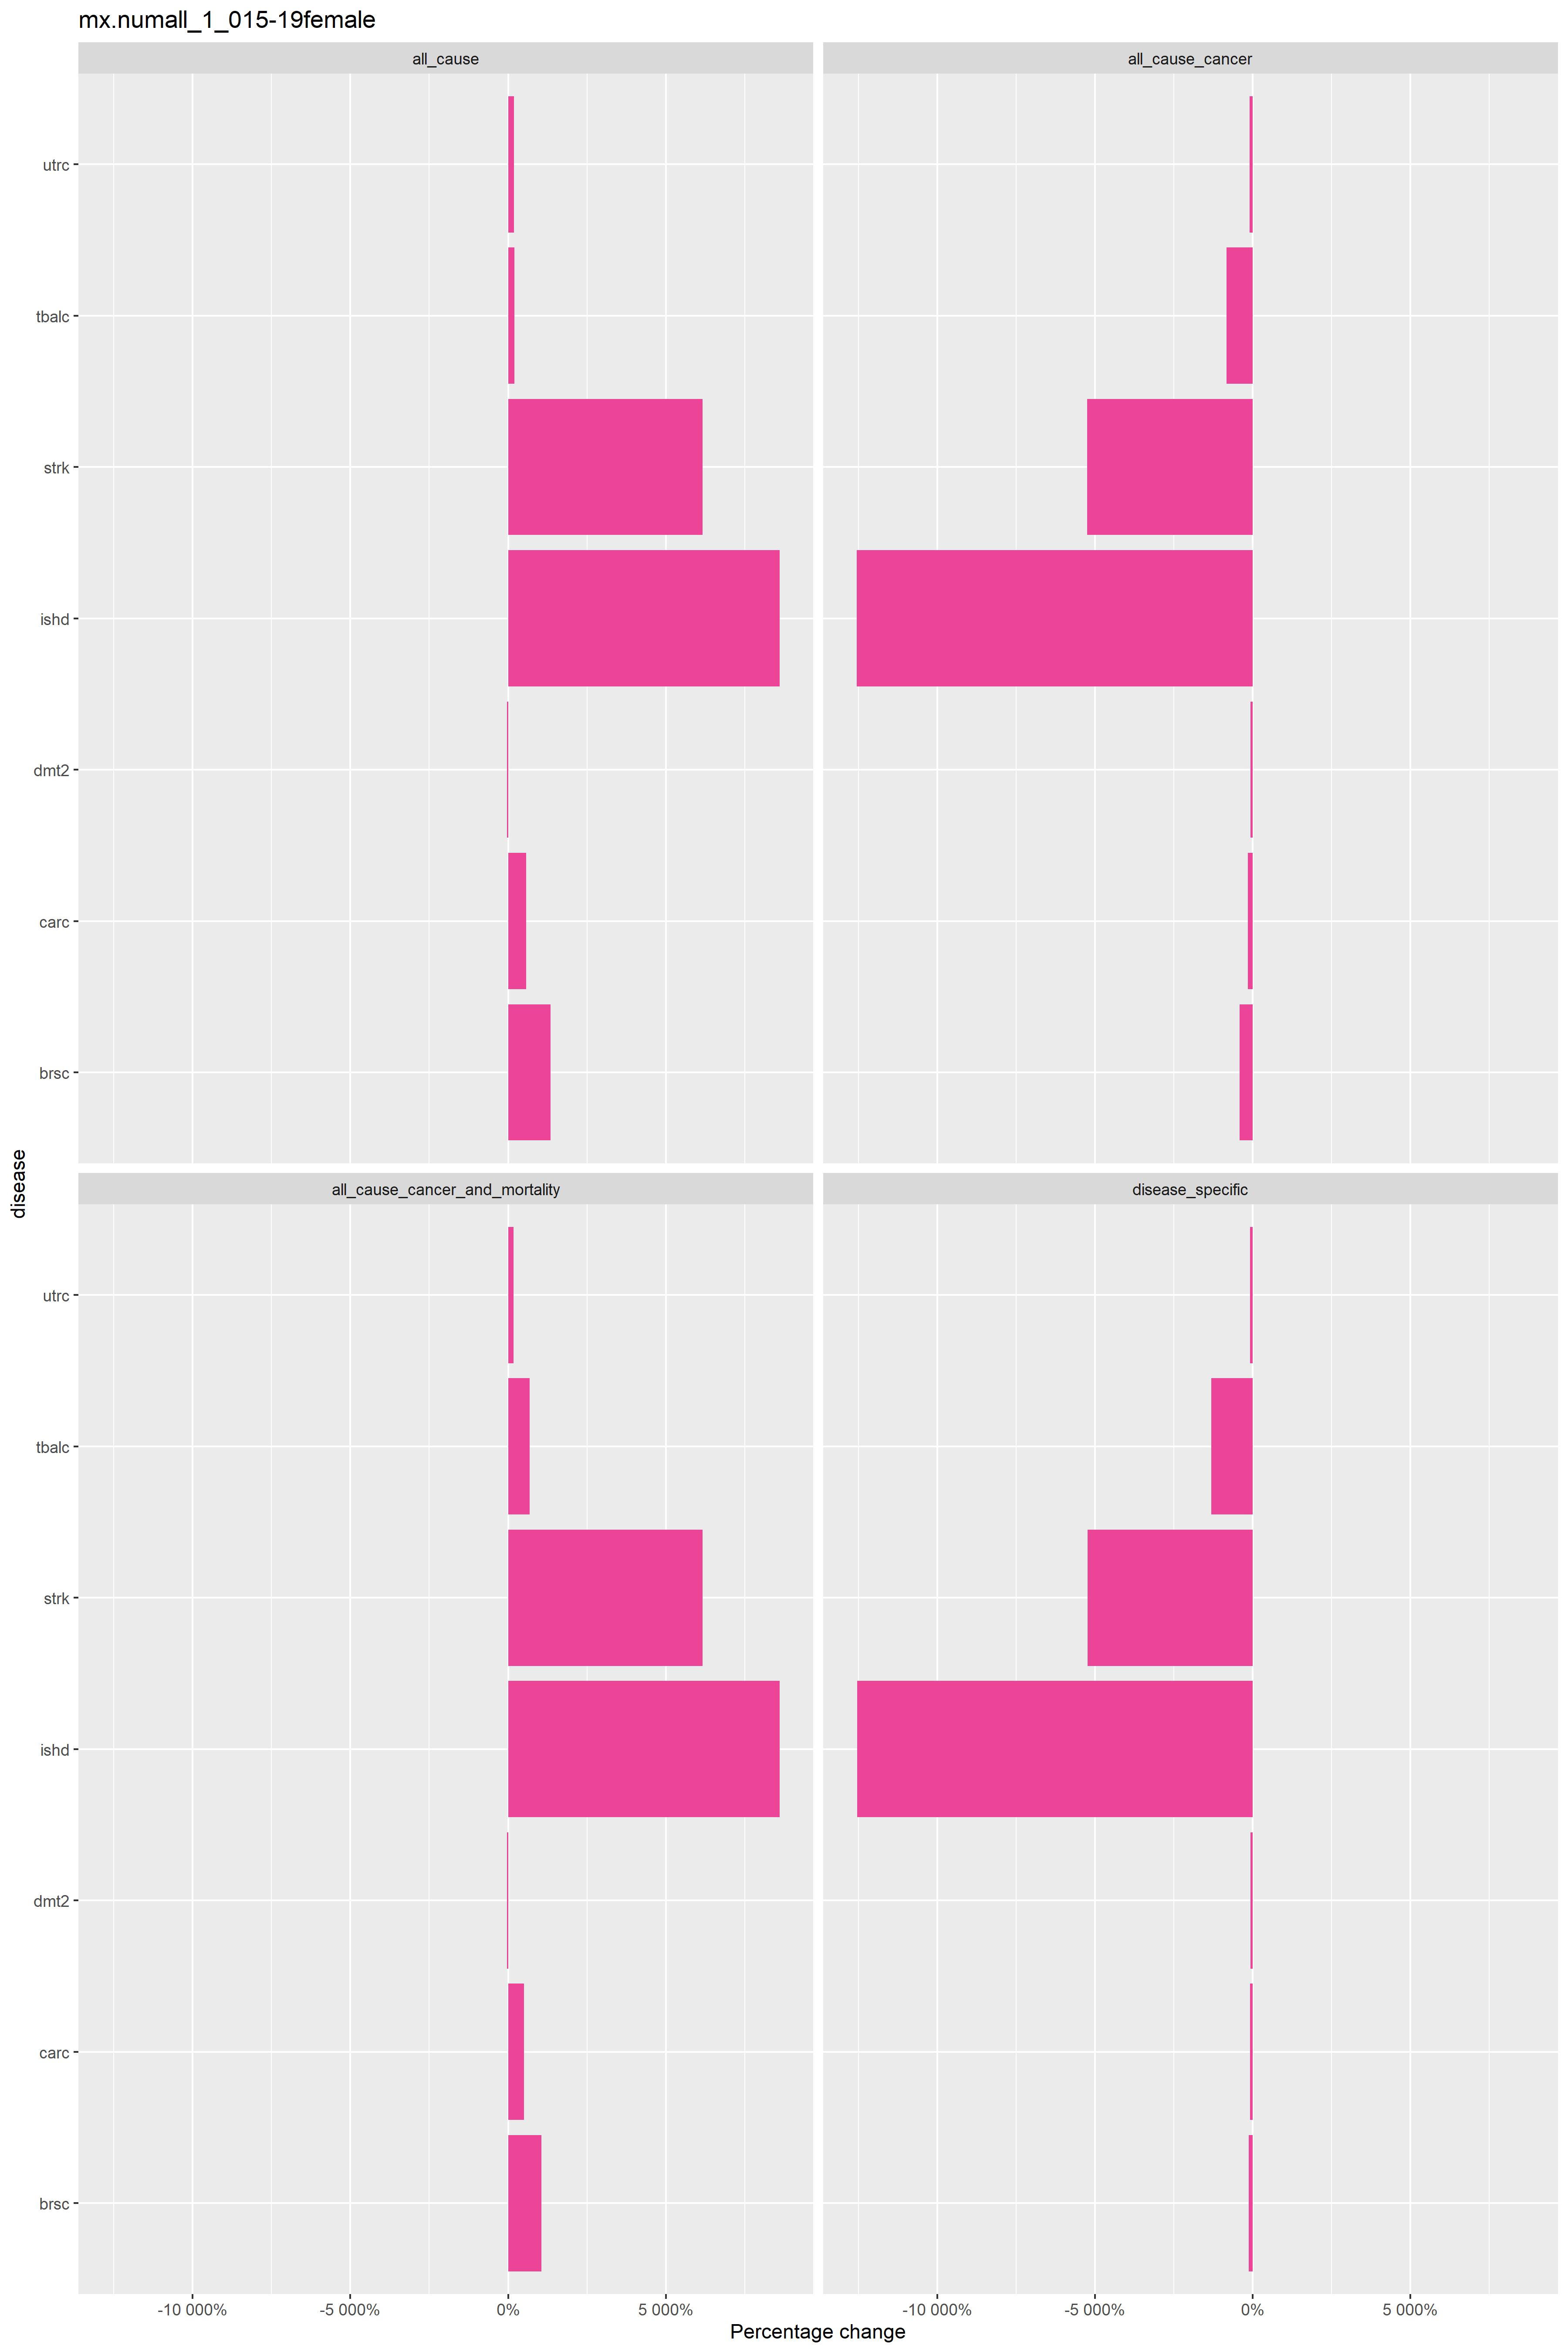 mx.numall_1_015-19female
all_cause
all_cause_cancer
utrc
tbalc
strk
ishd
dmt2
carc
brsc
disease
all_cause_cancer_and_mortality
disease_specific
utrc
tbalc
strk
ishd
dmt2
carc
brsc
-10 000%
-5 000%
0%
5 000%
-10 000%
-5 000%
0%
5 000%
Percentage change